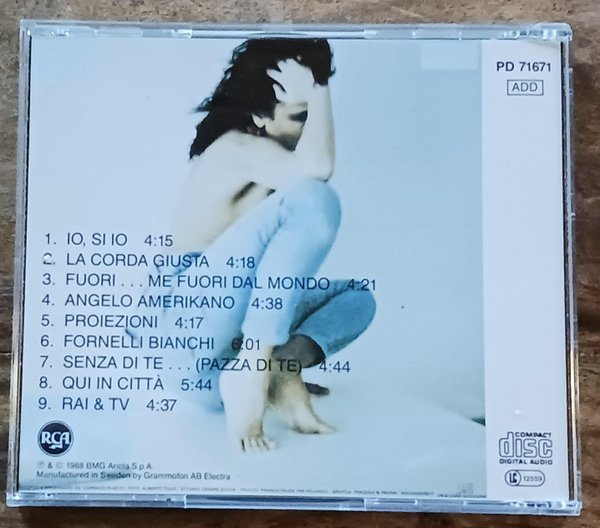 PD 71671
ADD
1. IO, SI IO 4:15
2. LA CORDA GIUSTA 4:18
3. FUORI . . . ME FUORI DAL MONDO 4:21
4. ANGELO AMERIKANO 4:38
5. PROIEZIONI 4:17
6. FORNELLI BIANCHI 6:01
7. SENZA DI TE . . . (PAZZA DI TE) 4:44
8. QUI IN CITTÀ 5:44
9. RAI & TV 4:37
RCA
℗ & © 1988 BMG Ariola S.p.A.
Manufactured in Sweden by Grammofon AB Electra
COMPACT
disc
DIGITAL AUDIO
LC 12559